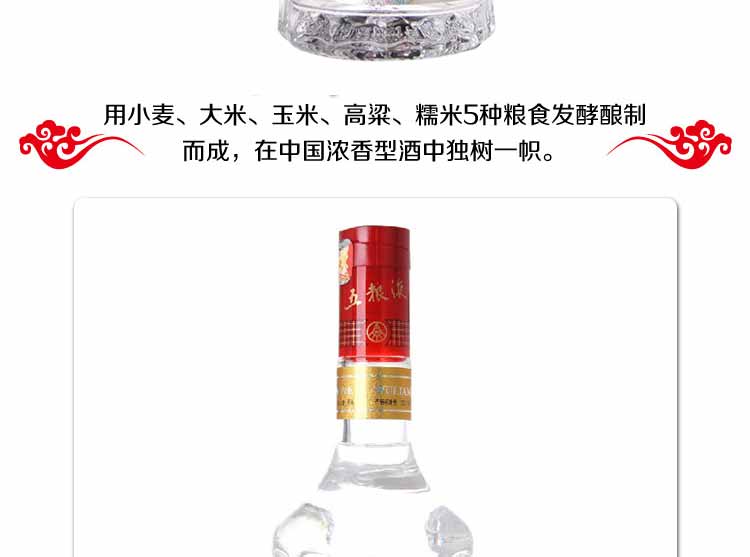 用小麦、大米、玉米、高粱、糯米5种粮食发酵酿制
而成，在中国浓香型酒中独树一帜。
五粮液